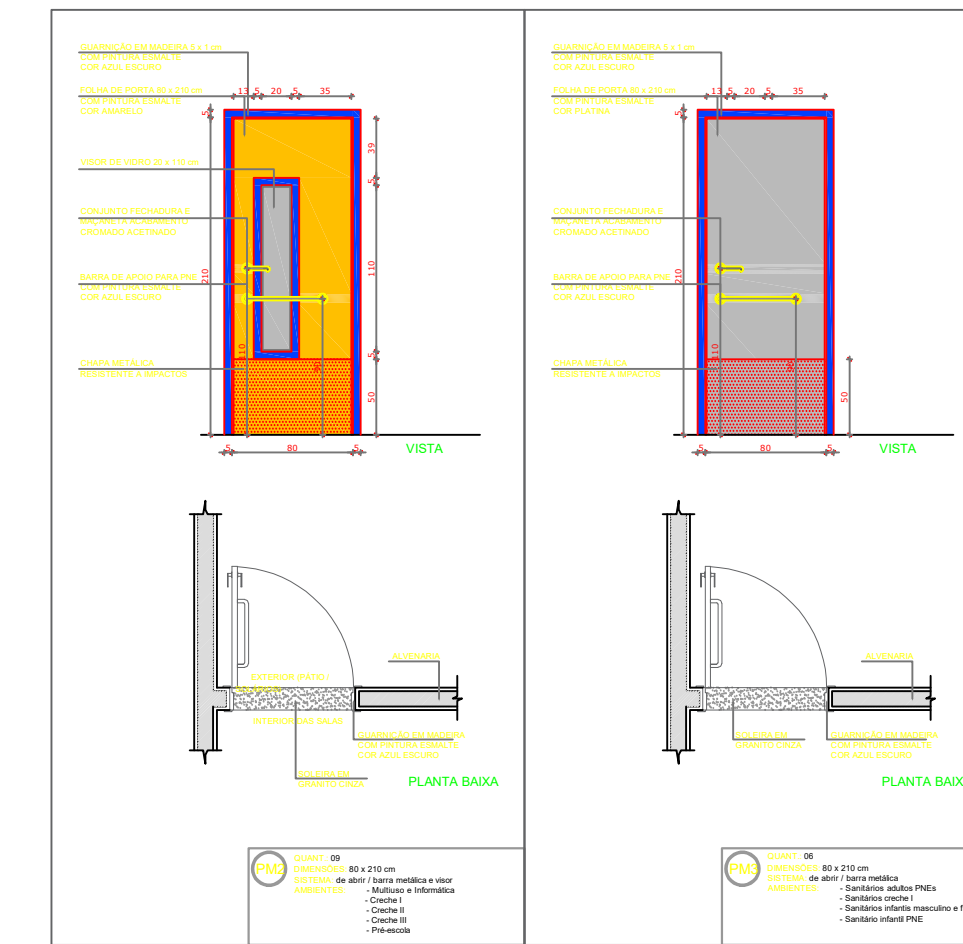 GUARNIÇÃO EM MADEIRA 5 x 1 cm
COM PINTURA ESMALTE
COR AZUL ESCURO
FOLHA DE PORTA 80 x 210 cm
COM PINTURA ESMALTE
COR AMARELO
VISOR DE VIDRO 20 x 110 cm
CONJUNTO FECHADURA E
MAÇANETA ACABAMENTO
CROMADO ACETINADO
BARRA DE APOIO PARA PNE
COM PINTURA ESMALTE
COR AZUL ESCURO
CHAPA METÁLICA
RESISTENTE A IMPACTOS
13 5 20 5 35
5
210
39
5
110
5
50
110
90
5 80 5
VISTA
ALVENARIA
EXTERIOR (PÁTIO /
INTERIOR DAS SALAS
GUARNIÇÃO EM MADEIRA
COM PINTURA ESMALTE
COR AZUL ESCURO
SOLEIRA EM
GRANITO CINZA
PLANTA BAIXA
PM2
QUANT.: 09
DIMENSÕES: 80 x 210 cm
SISTEMA: de abrir / barra metálica e visor
AMBIENTES: - Multiuso e Informática
- Creche I
- Creche II
- Creche III
- Pré-escola
GUARNIÇÃO EM MADEIRA 5 x 1 cm
COM PINTURA ESMALTE
COR AZUL ESCURO
FOLHA DE PORTA 80 x 210 cm
COM PINTURA ESMALTE
COR PLATINA
CONJUNTO FECHADURA E
MAÇANETA ACABAMENTO
CROMADO ACETINADO
BARRA DE APOIO PARA PNE
COM PINTURA ESMALTE
COR AZUL ESCURO
CHAPA METÁLICA
RESISTENTE A IMPACTOS
13 5 20 5 35
5
210
110
90
50
5 80 5
VISTA
ALVENARIA
SOLEIRA EM
GRANITO CINZA
GUARNIÇÃO EM MADEIRA
COM PINTURA ESMALTE
COR AZUL ESCURO
PLANTA BAIX
PM3
QUANT.: 06
DIMENSÕES: 80 x 210 cm
SISTEMA: de abrir / barra metálica
AMBIENTES: - Sanitários adultos PNEs
- Sanitários creche I
- Sanitários infantis masculino e f
- Sanitário infantil PNE